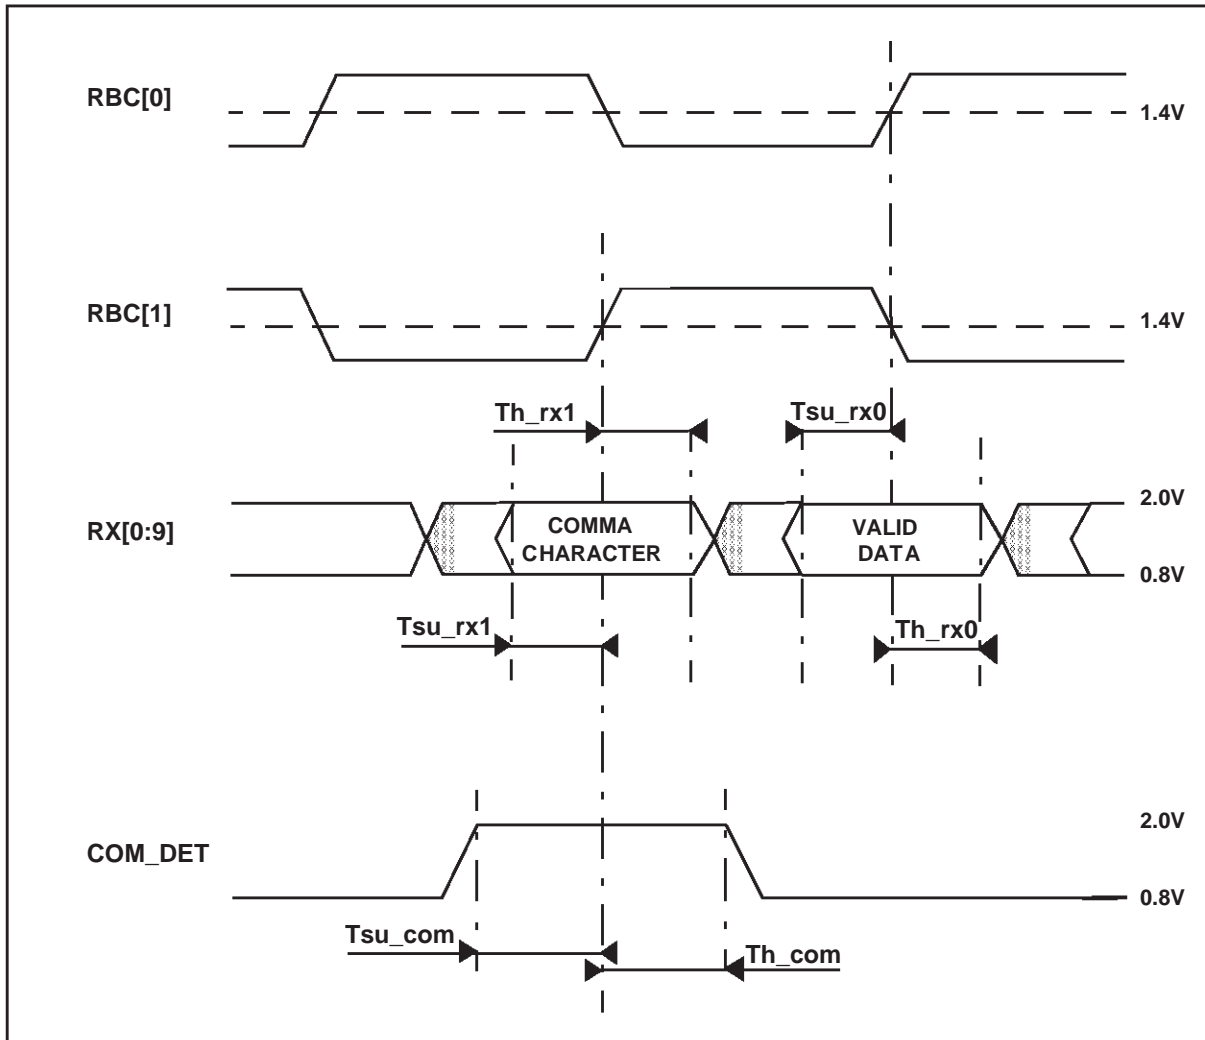 RBC[0]
1.4V
RBC[1]
1.4V
Th_rx1
Tsu_rx0
RX[0:9]
COMMA
CHARACTER
VALID
DATA
2.0V
0.8V
Tsu_rx1
Th_rx0
COM_DET
2.0V
0.8V
Tsu_com
Th_com